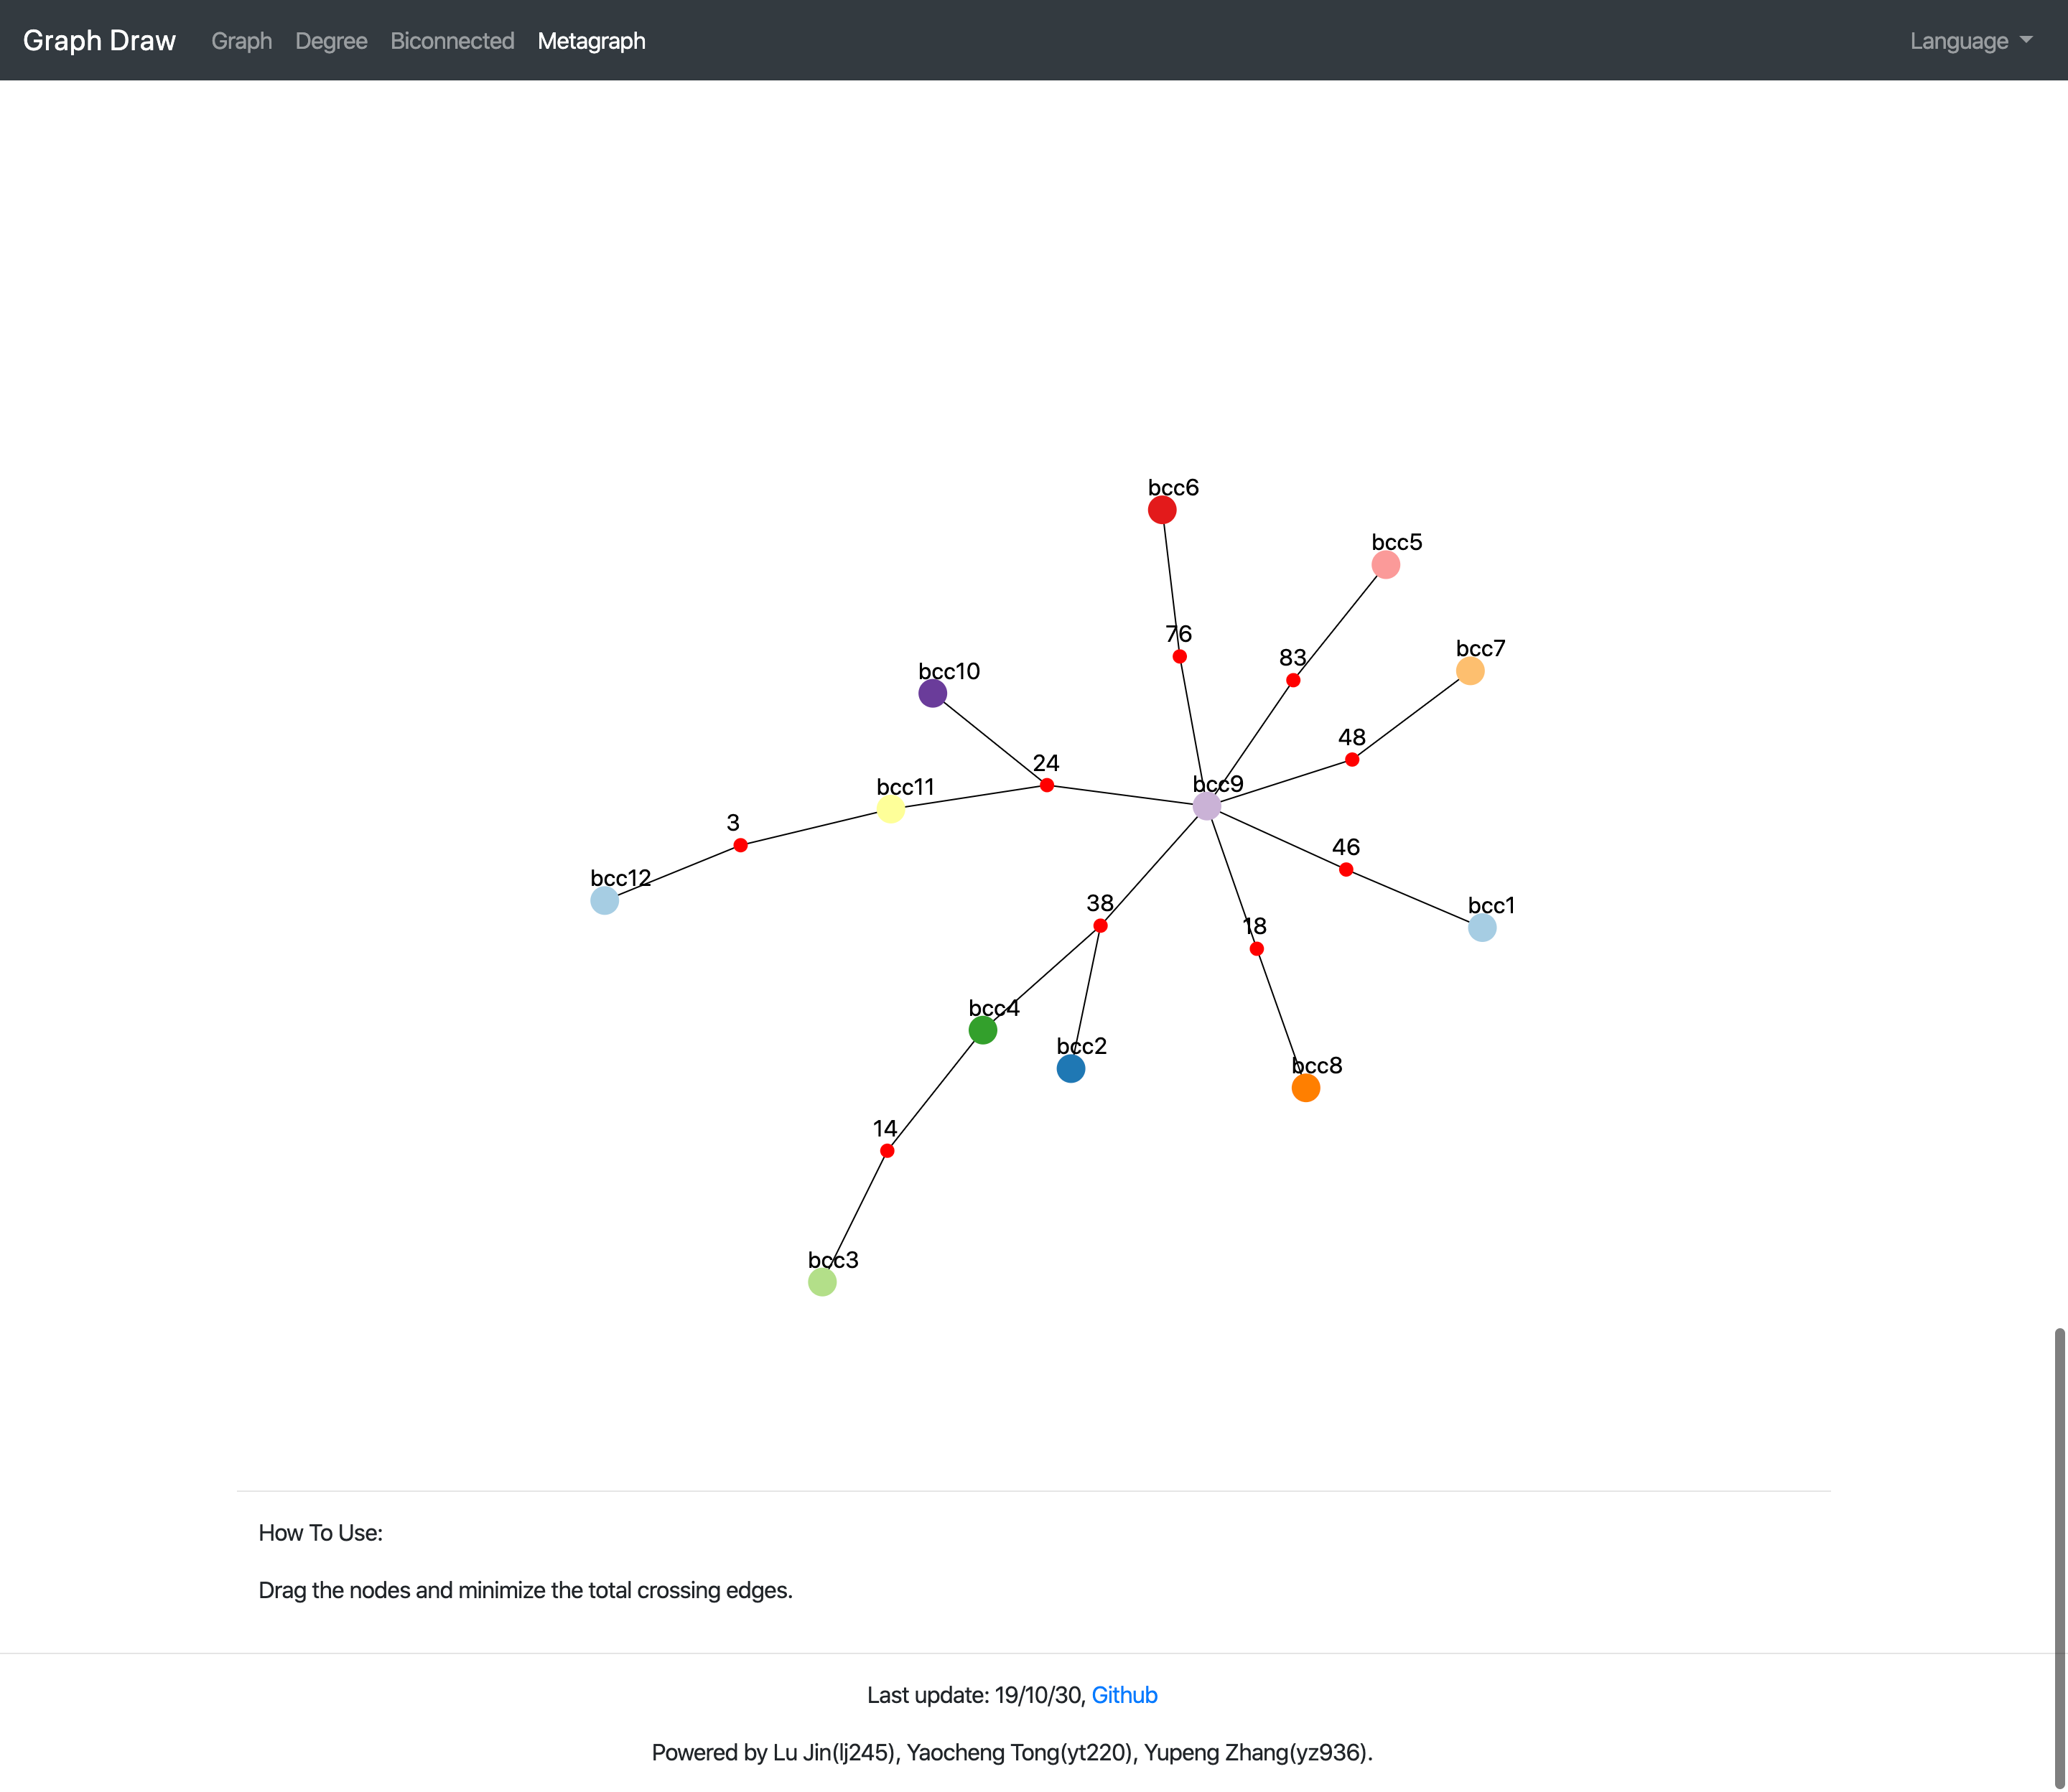 Graph Draw Graph Degree Biconnected Metagraph Language
bcc6
bcc5
76
bcc7
83
bcc10
48
24
bcc9
bcc11
3
46
bcc12
38
bcc1
18
bcc4
bcc2
bcc8
14
bcc3
How To Use:
Drag the nodes and minimize the total crossing edges.
Last update: 19/10/30, Github
Powered by Lu Jin(lj245), Yaocheng Tong(yt220), Yupeng Zhang(yz936).